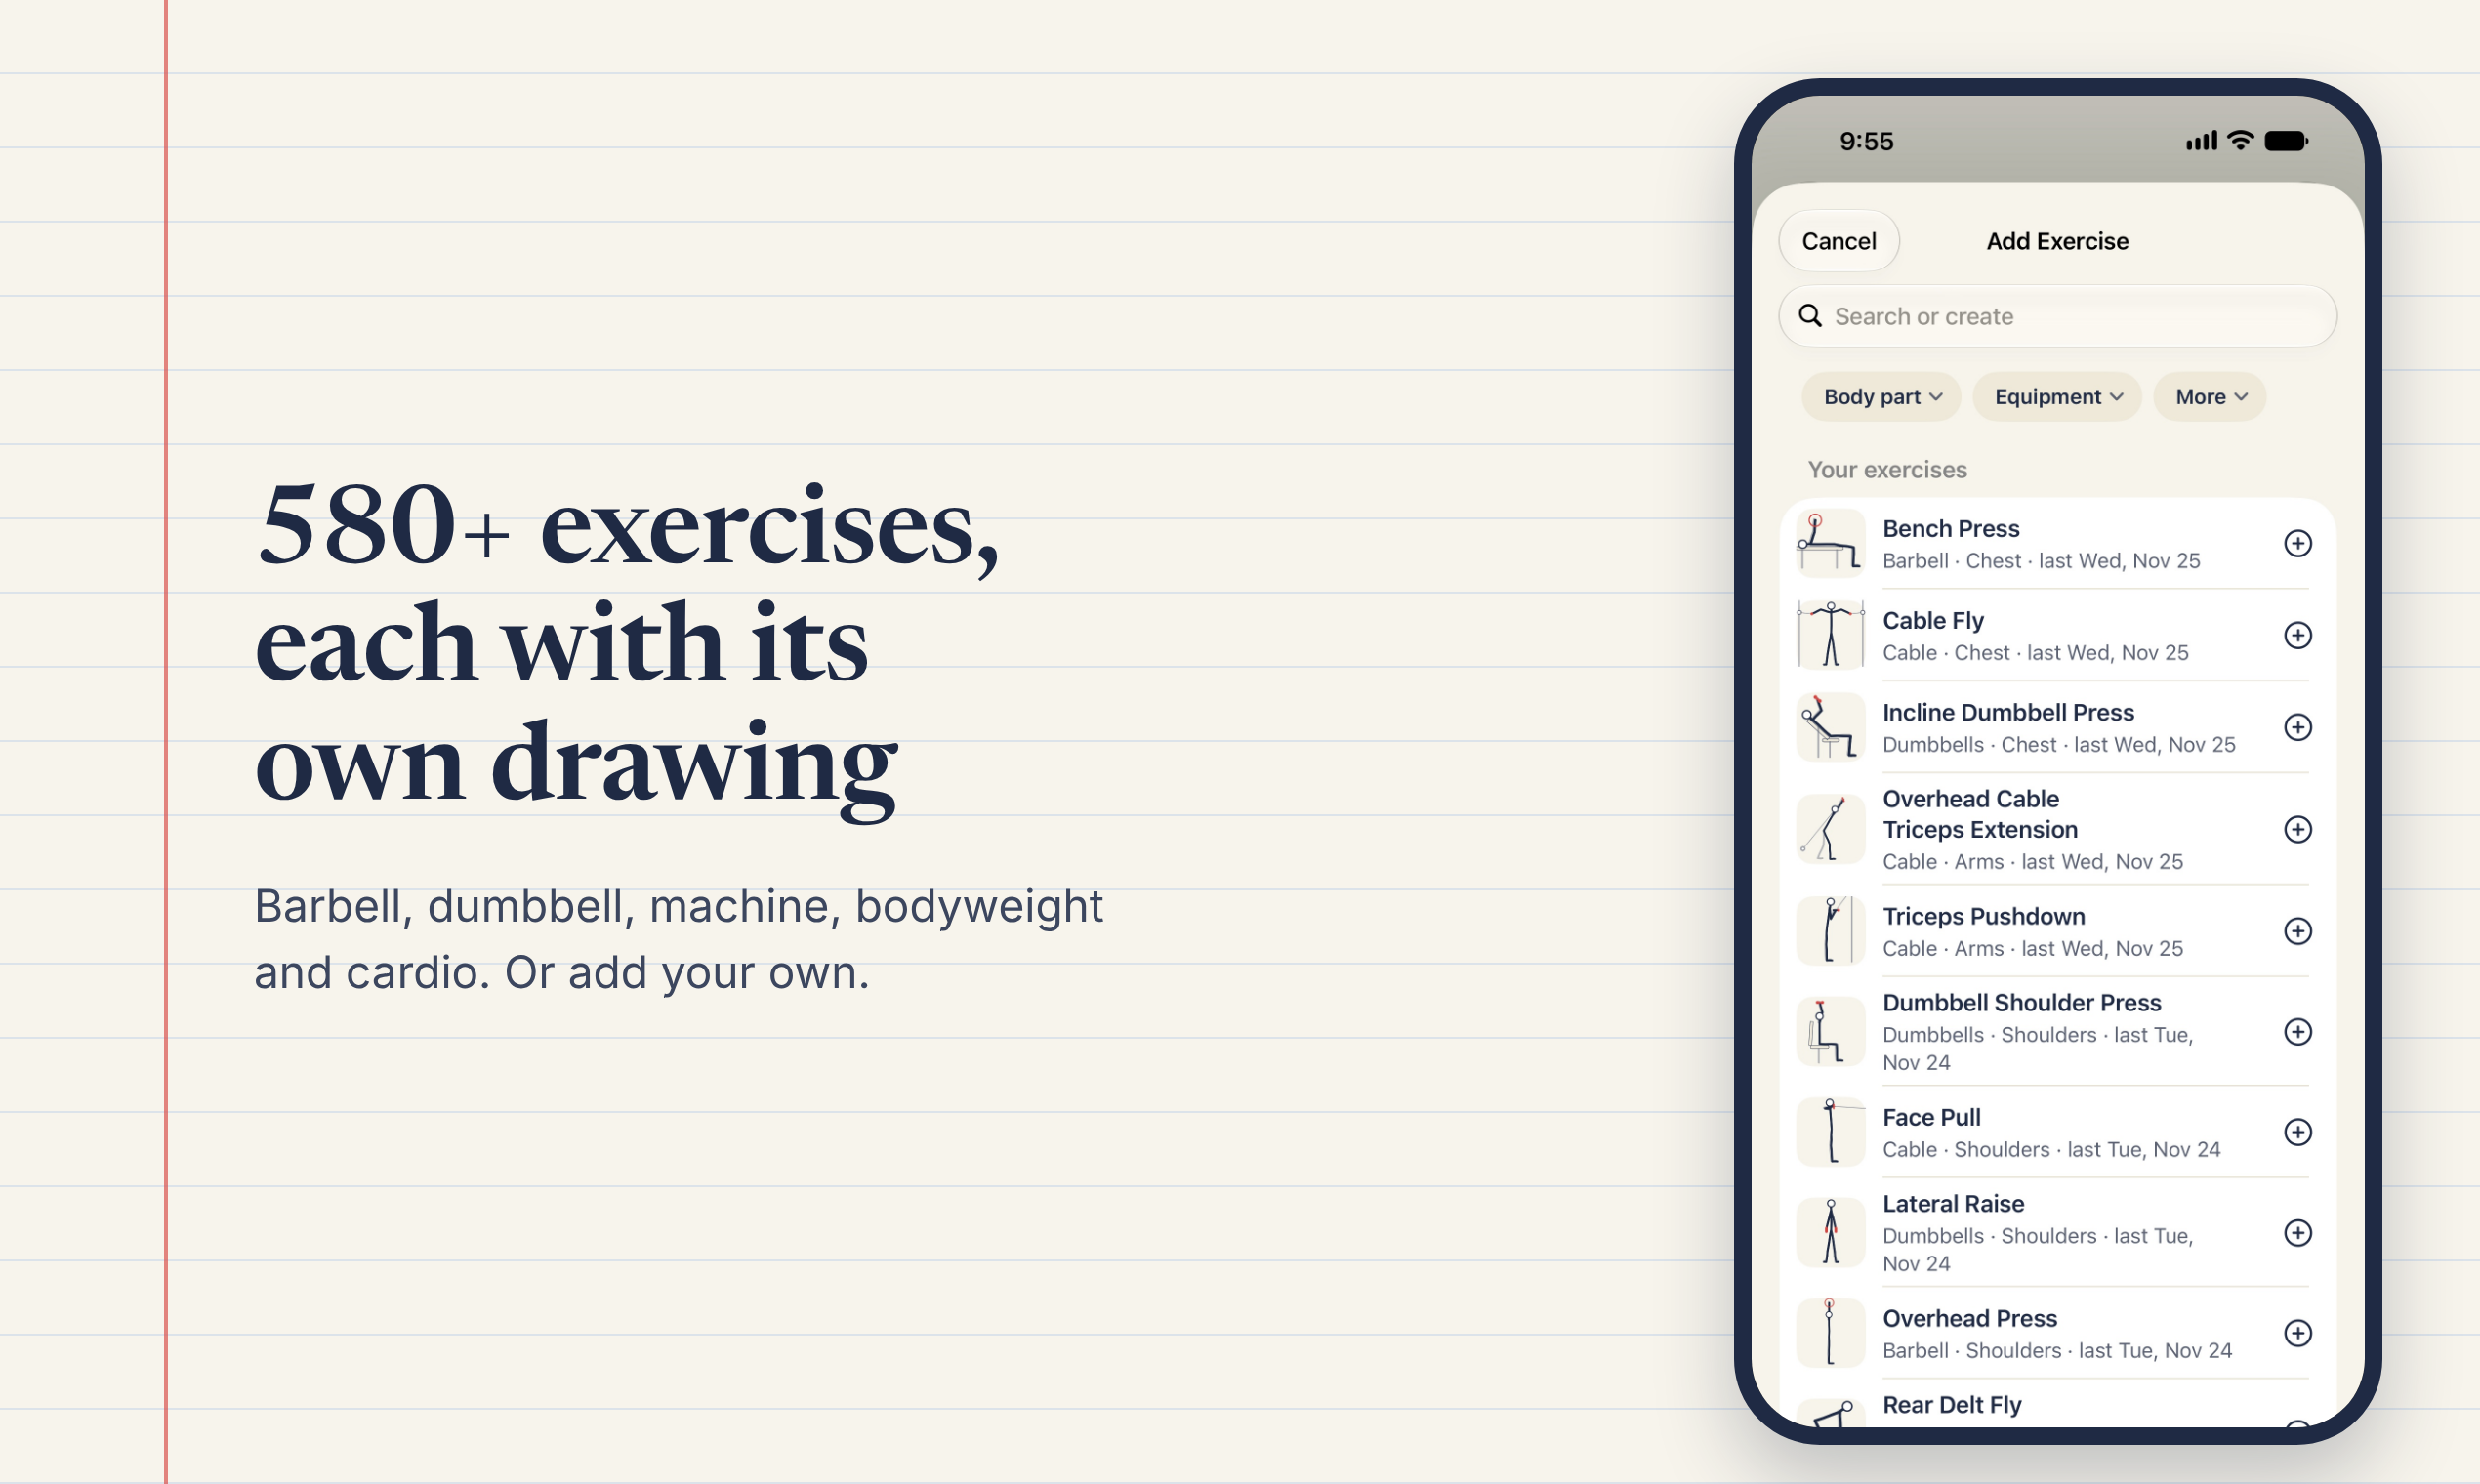 580+ exercises,
each with its
own drawing
Barbell, dumbbell, machine, bodyweight
and cardio. Or add your own.
9:55
Cancel
Add Exercise
Search or create
Body part
Equipment
More
Your exercises
Bench Press
Barbell · Chest · last Wed, Nov 25
Cable Fly
Cable · Chest · last Wed, Nov 25
Incline Dumbbell Press
Dumbbells · Chest · last Wed, Nov 25
Overhead Cable
Triceps Extension
Cable · Arms · last Wed, Nov 25
Triceps Pushdown
Cable · Arms · last Wed, Nov 25
Dumbbell Shoulder Press
Dumbbells · Shoulders · last Tue,
Nov 24
Face Pull
Cable · Shoulders · last Tue, Nov 24
Lateral Raise
Dumbbells · Shoulders · last Tue,
Nov 24
Overhead Press
Barbell · Shoulders · last Tue, Nov 24
Rear Delt Fly